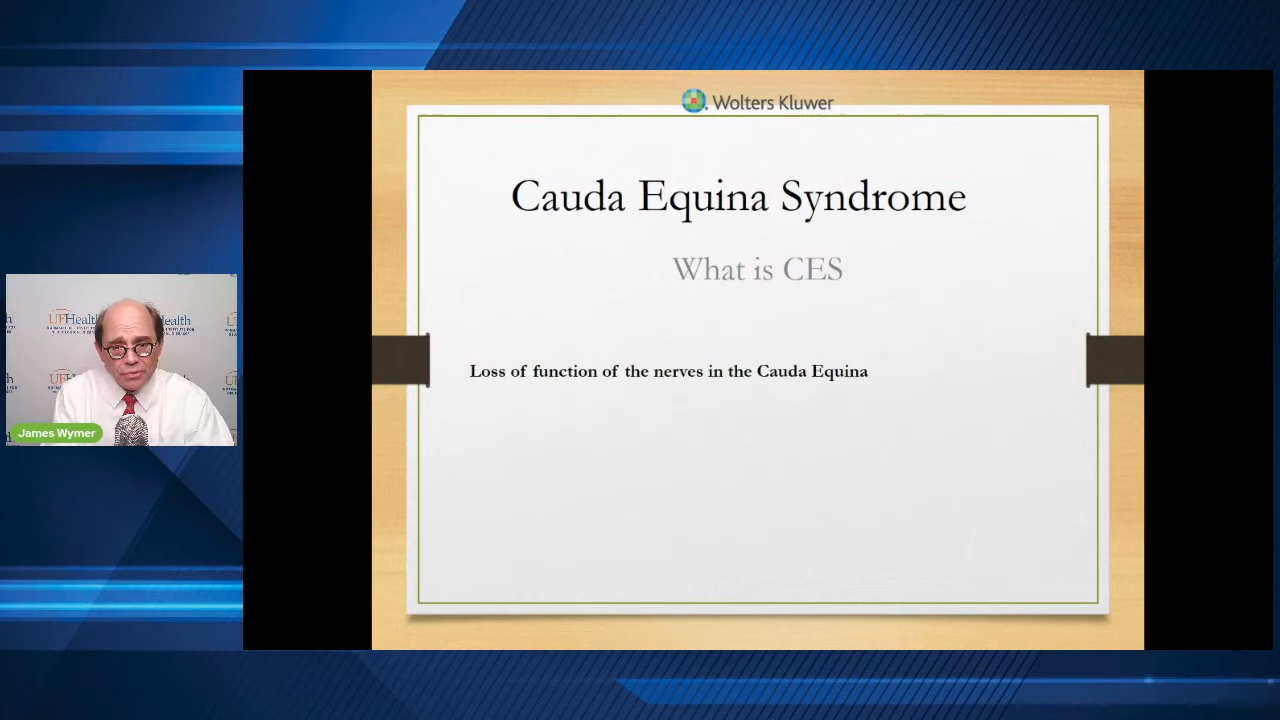 Wolters Kluwer
Cauda Equina Syndrome
What is CES
Loss of function of the nerves in the Cauda Equina
UFHealth
James Wymer